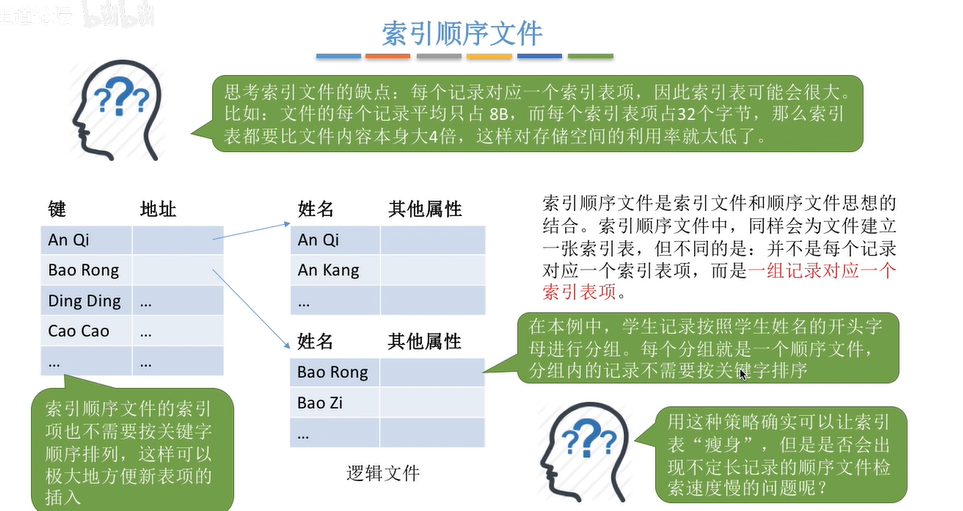 bilibili
索引顺序文件
???
思考索引文件的缺点：每个记录对应一个索引表项，因此索引表可能会很大。
比如：文件的每个记录平均只占 8B，而每个索引表项占32个字节，那么索引
表都要比文件内容本身大4倍，这样对存储空间的利用率就太低了。
键 地址
An Qi
Bao Rong
Ding Ding ...
Cao Cao ...
... ...
姓名 其他属性
An Qi
An Kang
...
姓名 其他属性
Bao Rong
Bao Zi
...
逻辑文件
索引顺序文件的索引
项也不需要按关键字
顺序排列，这样可以
极大地方便新表项的
插入
索引顺序文件是索引文件和顺序文件思想的
结合。索引顺序文件中，同样会为文件建立
一张索引表，但不同的是：并不是每个记录
对应一个索引表项，而是一组记录对应一个
索引表项。
在本例中，学生记录按照学生姓名的开头字
母进行分组。每个分组就是一个顺序文件，
分组内的记录不需要按关键字排序
???
用这种策略确实可以让索引
表“瘦身”，但是是否会出
现不定长记录的顺序文件检
索速度慢的问题呢？